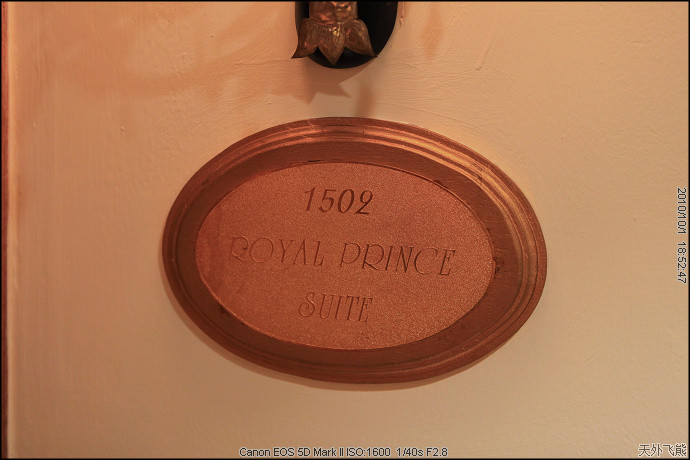 1502
ROYAL PRINCE
SUITE
2010/10/1 18:52:47
Canon EOS 5D Mark II ISO:1600 1/40s F2.8
天外飞熊